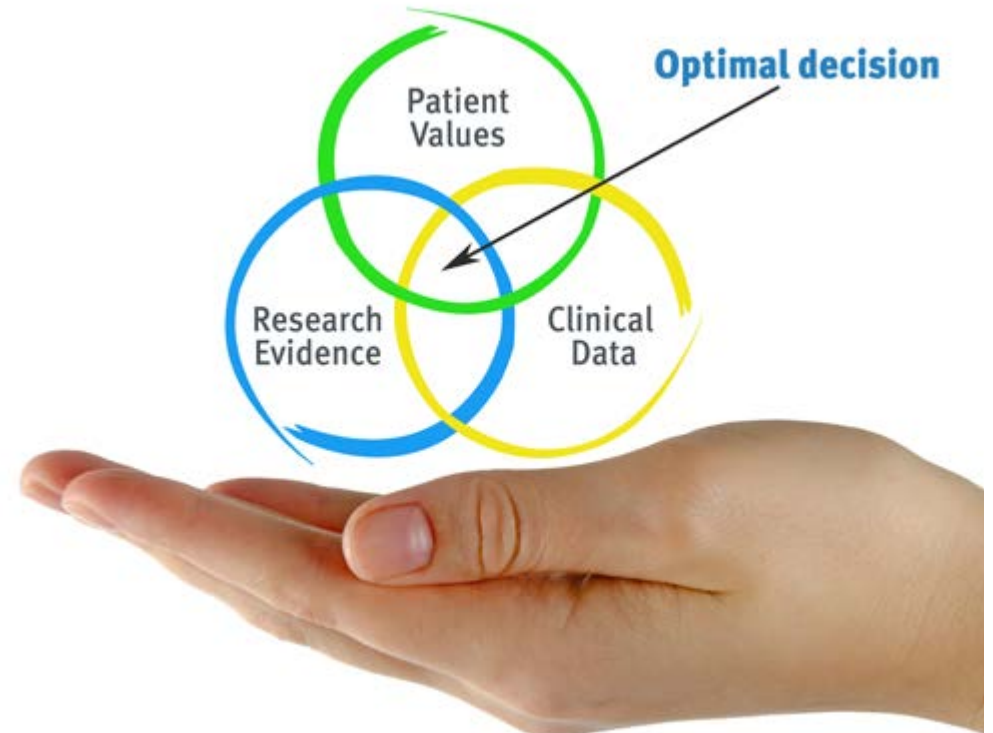 Optimal decision
Patient
Values
Research
Evidence
Clinical
Data